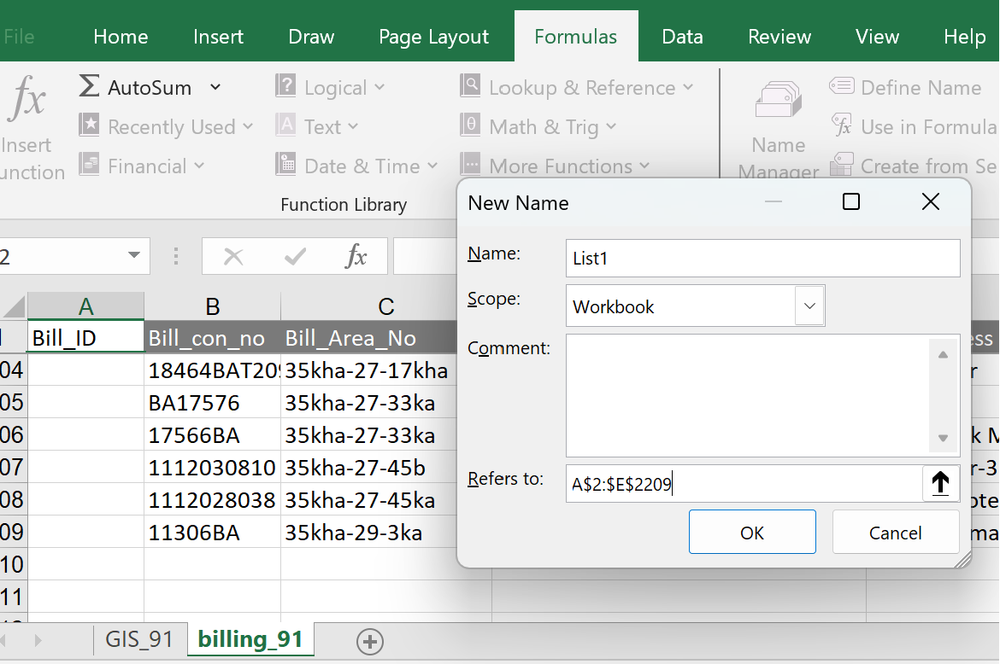 File Home Insert Draw Page Layout Formulas Data Review View Help
fx Σ AutoSum ? Logical Lookup & Reference Define Name
Recently Used A Text θ Math & Trig fx Use in Formula
Insert Name
Financial Date & Time More Functions Create from Se
unction Manager
Function Library
New Name
2 fx
Name: List1
Scope: Workbook
A B C
Bill_ID Bill_con_no Bill_Area_No ess
Comment:
04 18464BAT209 35kha-27-17kha r
05 BA17576 35kha-27-33ka
06 17566BA 35kha-27-33ka k M
07 1112030810 35kha-27-45b r-3
Refers to: A$2:$E$2209
08 1112028038 35kha-27-45ka pte
09 11306BA 35kha-29-3ka ma
OK Cancel
10
11
GIS_91 billing_91